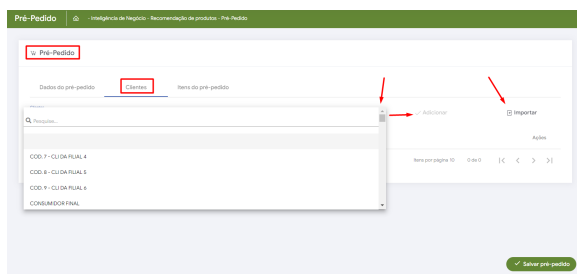 Pré-Pedido - Inteligência de Negócio - Recomendação de produtos - Pré-Pedido
Pré-Pedido
Dados do pré-pedido Clientes Itens do pré-pedido
Pesquise...
Adicionar Importar
Ações
COD. 7 - CLI DA FILIAL 4
Itens por página 10 0 de 0
COD. 8 - CLI DA FILIAL 5
COD. 9 - CLI DA FILIAL 6
CONSUMIDOR FINAL
Salvar pré-pedido